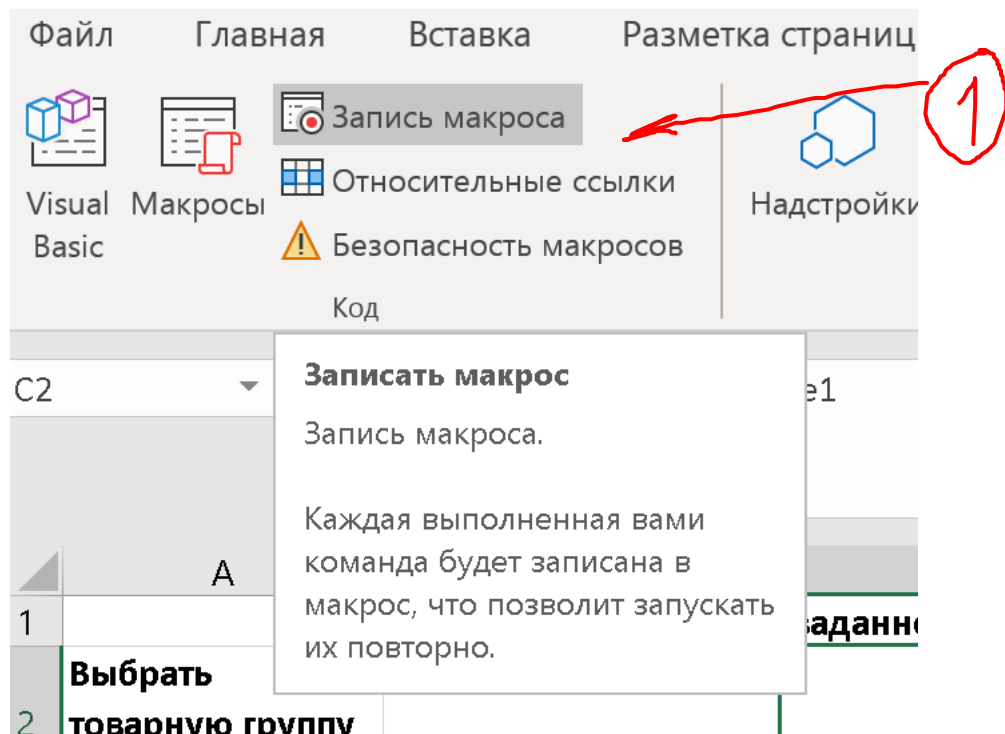 Файл Главная Вставка Разметка страниц
Запись макроса
1
Относительные ссылки
Visual Basic
Макросы
Безопасность макросов
Надстройки
Код
C2
Записать макрос
Запись макроса.
Каждая выполненная вами
команда будет записана в
макрос, что позволит запускать
их повторно.
e1
A
1
заданно
Выбрать
2 товарную группу